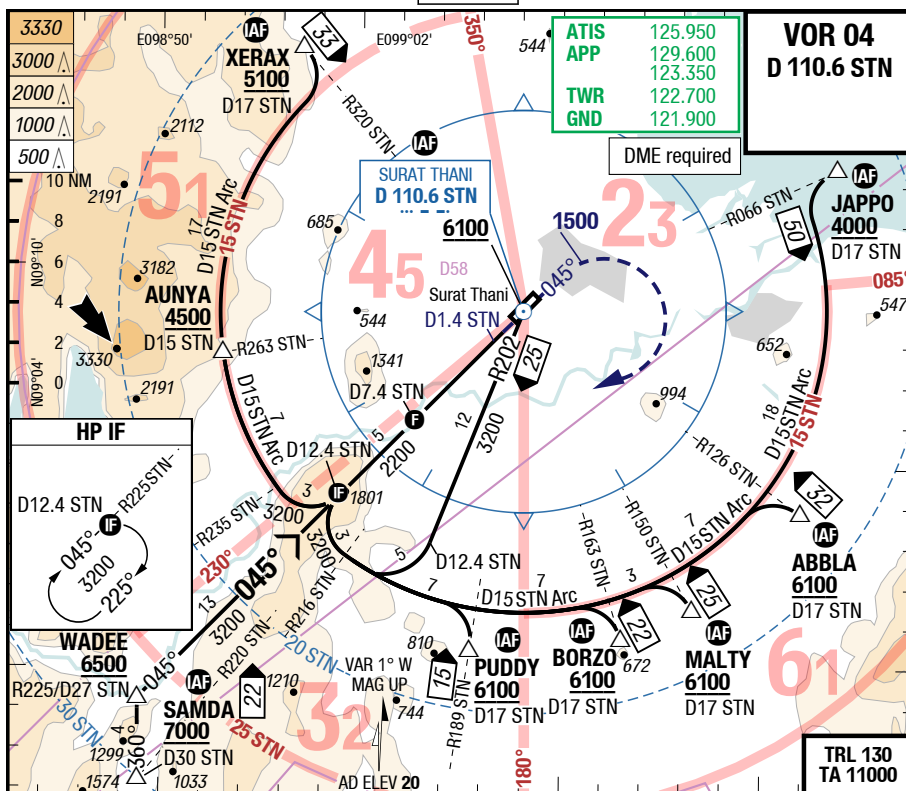 3330
3000
2000
1000
500
E098°50'
IAF
XERAX
5100
D17 STN
33
E099°02'
350°
544
ATIS 125.950
APP 129.600
123.350
TWR 122.700
GND 121.900
VOR 04
D 110.6 STN
DME required
2112
2191
51
R320 STN
IAF
SURAT THANI
D 110.6 STN
6100
1500
23
R066 STN
IAF
JAPPO
4000
D17 STN
50
10 NM
8
6
4
2
0
N09°10'
N09°04'
17
D15 STN Arc
15 STN
685
45
D58
045°
Surat Thani
D1.4 STN
3182
AUNYA
4500
D15 STN
544
085°
547
3330
R263 STN
1341
R202
25
652
2191
D7.4 STN
F
994
7
D15 STN Arc
5
2200
12
3200
18
D15 STN Arc
15 STN
HP IF
D12.4 STN
R225 STN
IF
045°
3200
225°
D12.4 STN
IF
1801
3
3200
R235 STN
230°
045°
3
3200
R216 STN
5
D12.4 STN
7
7
D15 STN Arc
R163 STN
R150 STN
3
7
D15 STN Arc
R126 STN
32
IAF
ABBLA
6100
D17 STN
13
3200
R220 STN
20 STN
WADEE
6500
R225/D27 STN
045°
IAF
SAMDA
7000
D30 STN
22
1210
32
810
15
R189 STN
IAF
PUDDY
6100
D17 STN
IAF
BORZO
6100
D17 STN
22
672
25
IAF
MALTY
6100
D17 STN
61
VAR 1° W
MAG UP
744
30 STN
4
1299
360°
1574
1033
25 STN
AD ELEV 20
180°
TRL 130
TA 11000